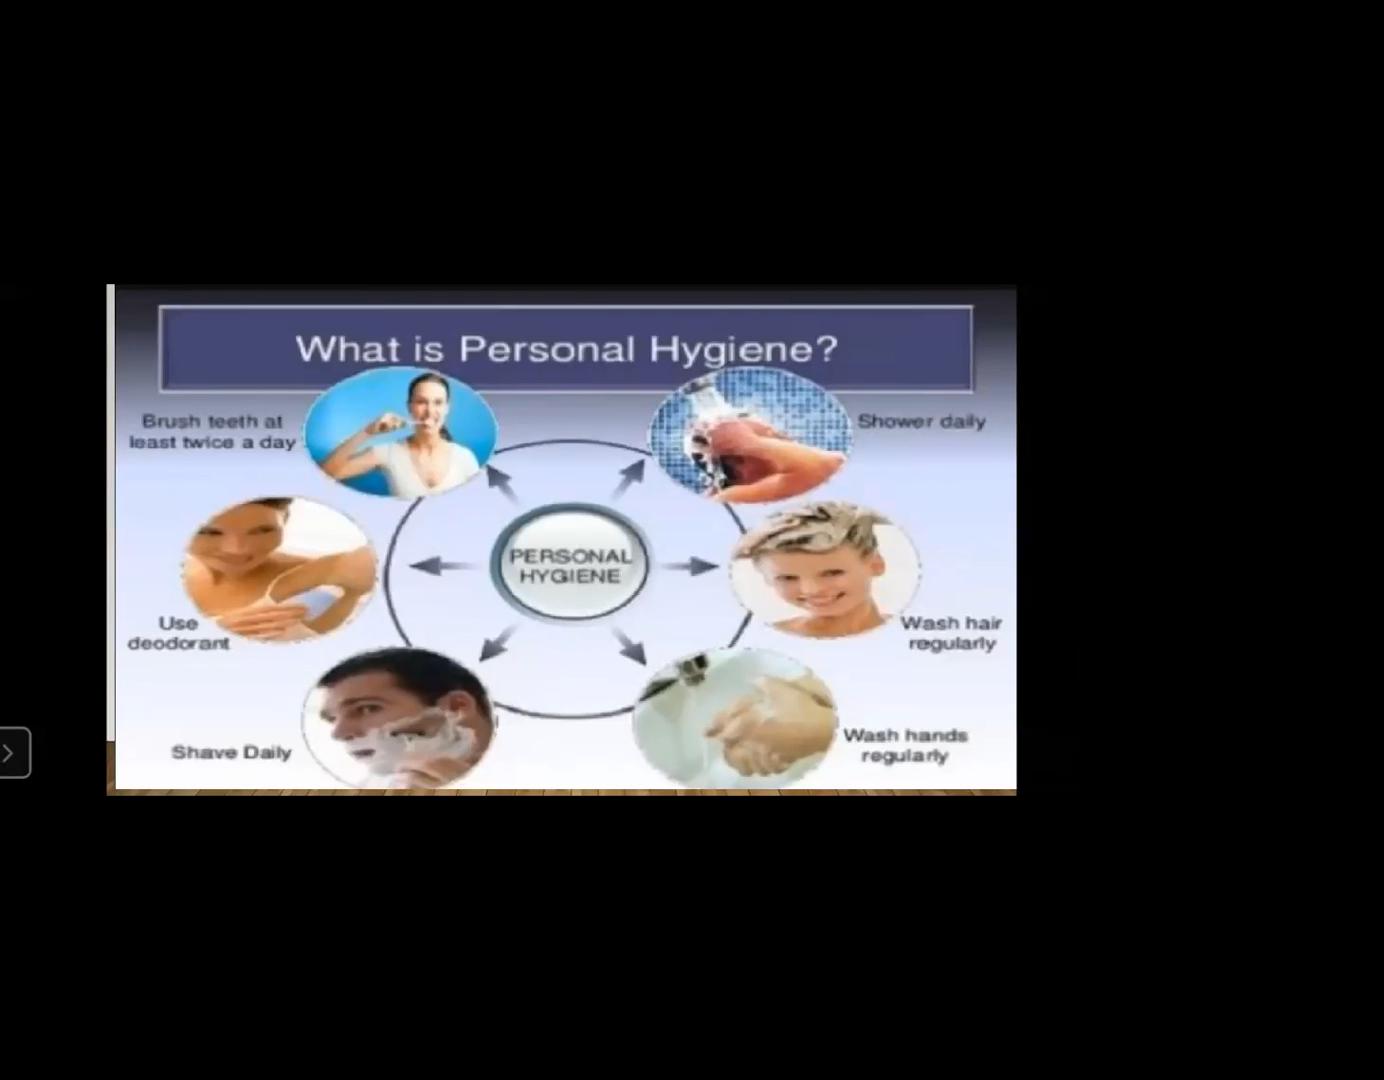 What is Personal Hygiene?
Brush teeth at
least twice a day
Shower daily
PERSONAL
HYGIENE
Use
deodorant
Wash hair
regularly
Shave Daily
Wash hands
regularly